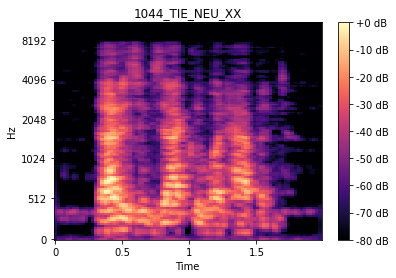 1044_TIE_NEU_XX
Hz
8192
4096
2048
1024
512
0
0
0.5
1
1.5
Time
+0 dB
-10 dB
-20 dB
-30 dB
-40 dB
-50 dB
-60 dB
-70 dB
-80 dB